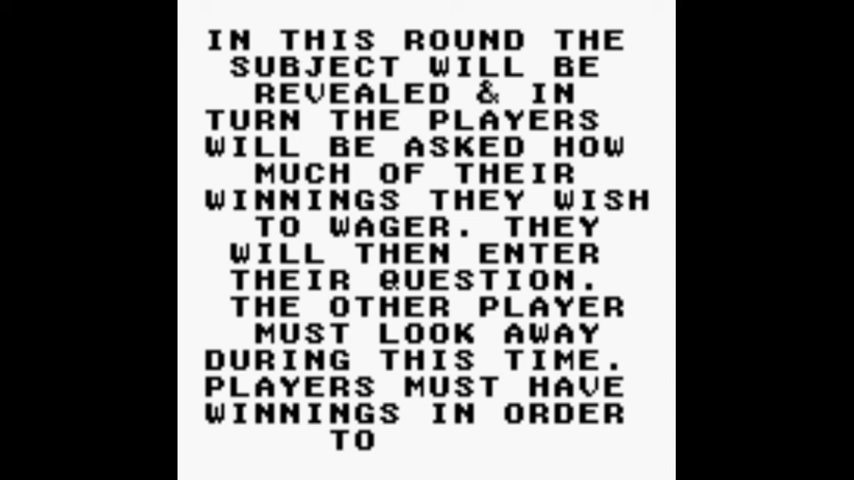 IN THIS ROUND THE
SUBJECT WILL BE
REVEALED & IN
TURN THE PLAYERS
WILL BE ASKED HOW
MUCH OF THEIR
WINNINGS THEY WISH
TO WAGER. THEY
WILL THEN ENTER
THEIR QUESTION.
THE OTHER PLAYER
MUST LOOK AWAY
DURING THIS TIME.
PLAYERS MUST HAVE
WINNINGS IN ORDER
TO